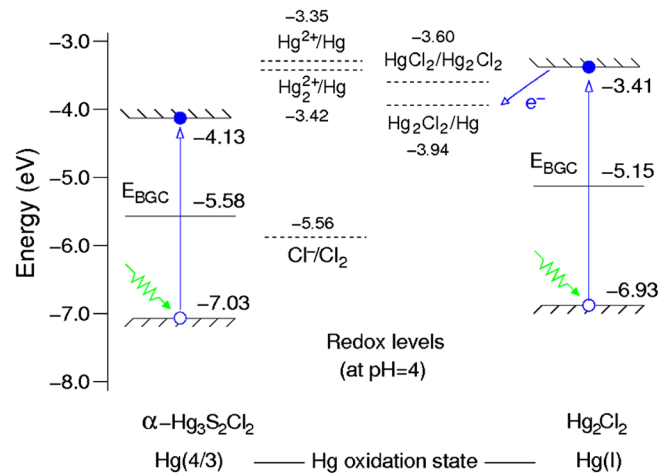 Energy (eV)
−3.0
−4.0
−5.0
−6.0
−7.0
−8.0
−4.13
E_BGC
−5.58
−7.03
−3.35
Hg²⁺/Hg
Hg₂²⁺/Hg
−3.42
−5.56
Cl⁻/Cl₂
−3.60
HgCl₂/Hg₂Cl₂
Hg₂Cl₂/Hg
−3.94
e⁻
−3.41
E_BGC
−5.15
−6.93
Redox levels
(at pH=4)
α−Hg₃S₂Cl₂
Hg₂Cl₂
Hg(4/3) Hg oxidation state Hg(I)